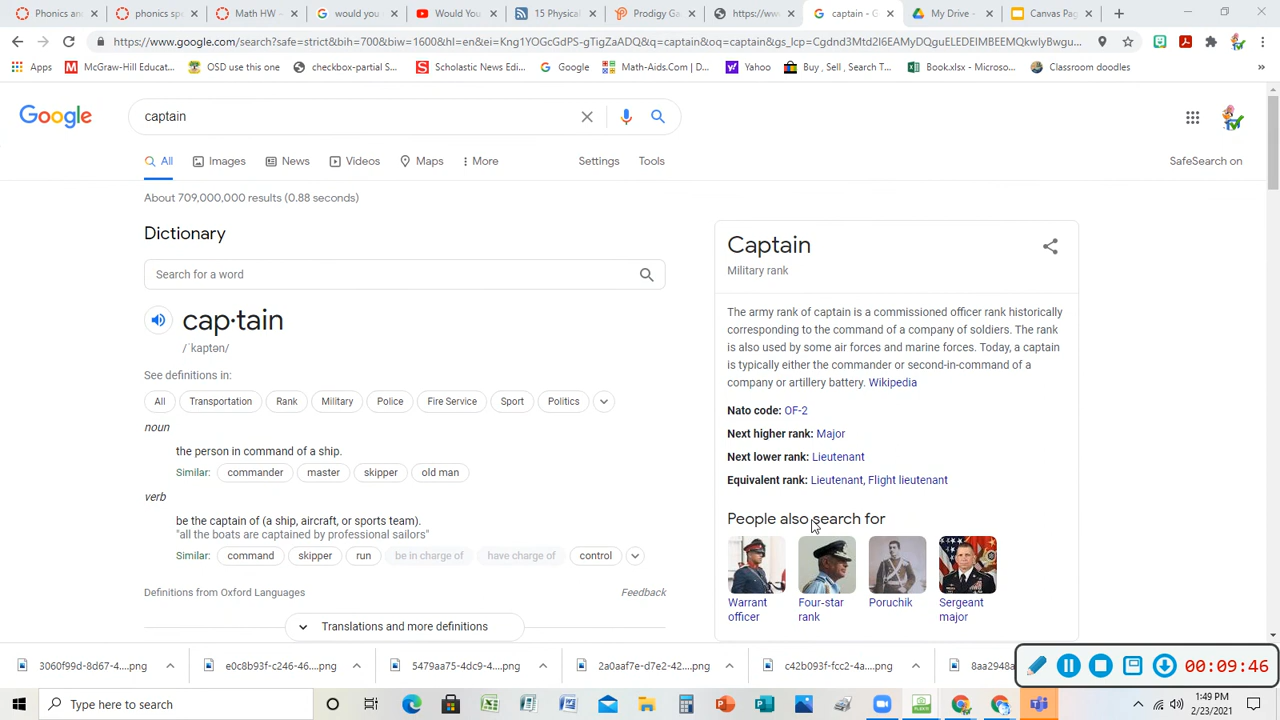 Phonics an
phonics sp
Math HW -
would you
Would You
15 Physical
Prodigy Ga
https://ww
captain - G
My Drive -
Canvas Pag
https://www.google.com/search?safe=strict&bih=700&biw=1600&hl=en&ei=Kng1YOGcGdPS-gTigZaADQ&q=captain&oq=captain&gs_lcp=Cgdnd3Mtd2l6EAMyDQguELEDEIMBEEMQkwIyBwgu...
Apps
McGraw-Hill Educat...
OSD use this one
checkbox-partial S...
Scholastic News Edi...
Google
Math-Aids.Com | D...
Yahoo
Buy , Sell , Search T...
Book.xlsx - Microso...
Classroom doodles
Google
captain
All
Images
News
Videos
Maps
More
Settings
Tools
SafeSearch on
About 709,000,000 results (0.88 seconds)
Dictionary
Search for a word
cap·tain
/ˈkaptən/
See definitions in:
All
Transportation
Rank
Military
Police
Fire Service
Sport
Politics
noun
the person in command of a ship.
Similar: commander master skipper old man
verb
be the captain of (a ship, aircraft, or sports team).
"all the boats are captained by professional sailors"
Similar: command skipper run be in charge of have charge of control
Definitions from Oxford Languages
Feedback
Translations and more definitions
Captain
Military rank
The army rank of captain is a commissioned officer rank historically
corresponding to the command of a company of soldiers. The rank
is also used by some air forces and marine forces. Today, a captain
is typically either the commander or second-in-command of a
company or artillery battery. Wikipedia
Nato code: OF-2
Next higher rank: Major
Next lower rank: Lieutenant
Equivalent rank: Lieutenant, Flight lieutenant
People also search for
Warrant
officer
Four-star
rank
Poruchik
Sergeant
major
3060f99d-8d67-4....png
e0c8b93f-c246-46....png
5479aa75-4dc9-4....png
2a0aaf7e-d7e2-42....png
c42b093f-fcc2-4a....png
8aa2948a
00:09:46
Type here to search
1:49 PM
2/23/2021